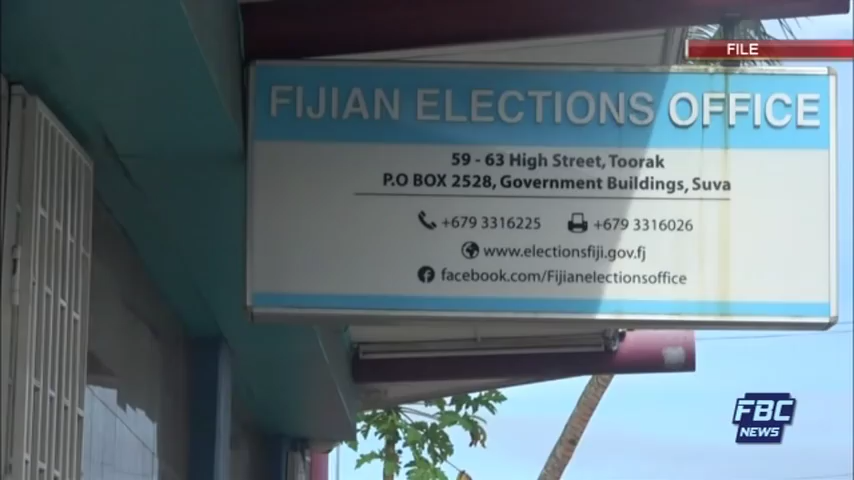 FILE
FIJIAN ELECTIONS OFFICE
59 - 63 High Street, Toorak
P.O BOX 2528, Government Buildings, Suva
+679 3316225 +679 3316026
www.electionsfiji.gov.fj
facebook.com/Fijianelectionsoffice
FBC
NEWS